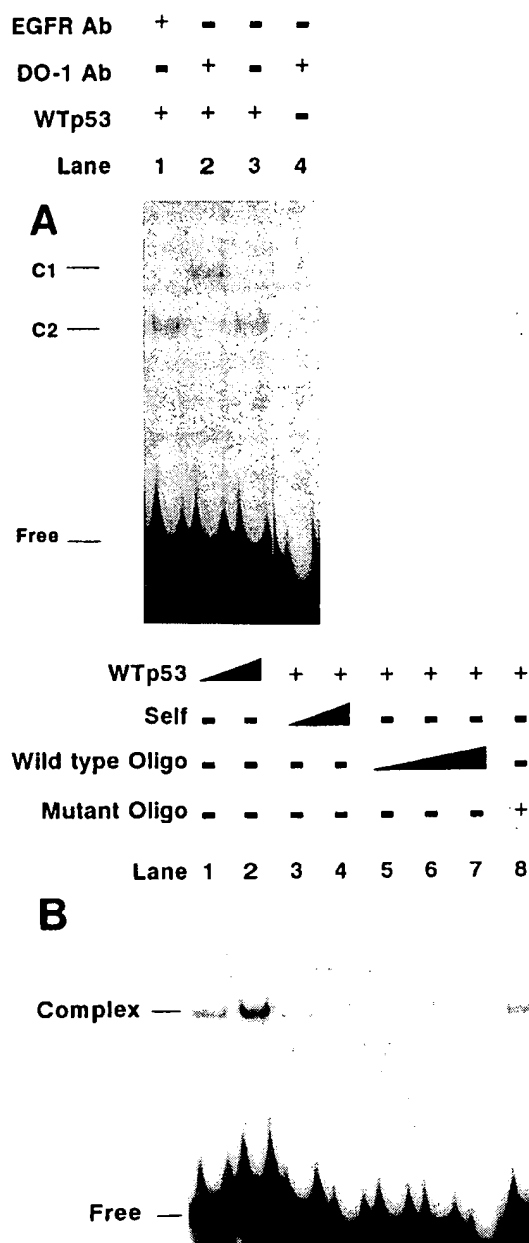 EGFR Ab + - - -
DO-1 Ab - + - +
WTp53 + + + -
Lane 1 2 3 4
A
C1
C2
Free
WTp53 + + + + + +
Self - - - - - -
Wild type Oligo - - - - -
Mutant Oligo - - - - - - - +
Lane 1 2 3 4 5 6 7 8
B
Complex
Free